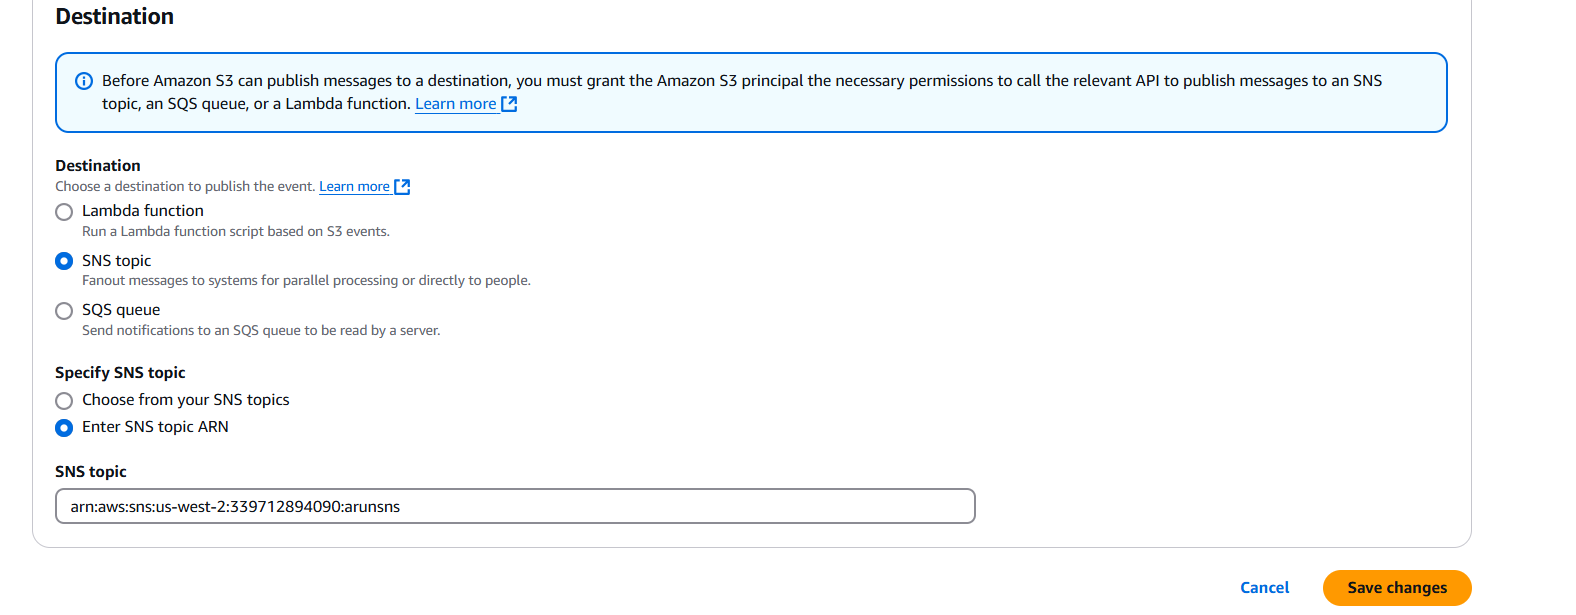 Destination
Before Amazon S3 can publish messages to a destination, you must grant the Amazon S3 principal the necessary permissions to call the relevant API to publish messages to an SNS
topic, an SQS queue, or a Lambda function. Learn more
Destination
Choose a destination to publish the event. Learn more
Lambda function
Run a Lambda function script based on S3 events.
SNS topic
Fanout messages to systems for parallel processing or directly to people.
SQS queue
Send notifications to an SQS queue to be read by a server.
Specify SNS topic
Choose from your SNS topics
Enter SNS topic ARN
SNS topic
arn:aws:sns:us-west-2:339712894090:arunsns
Cancel
Save changes